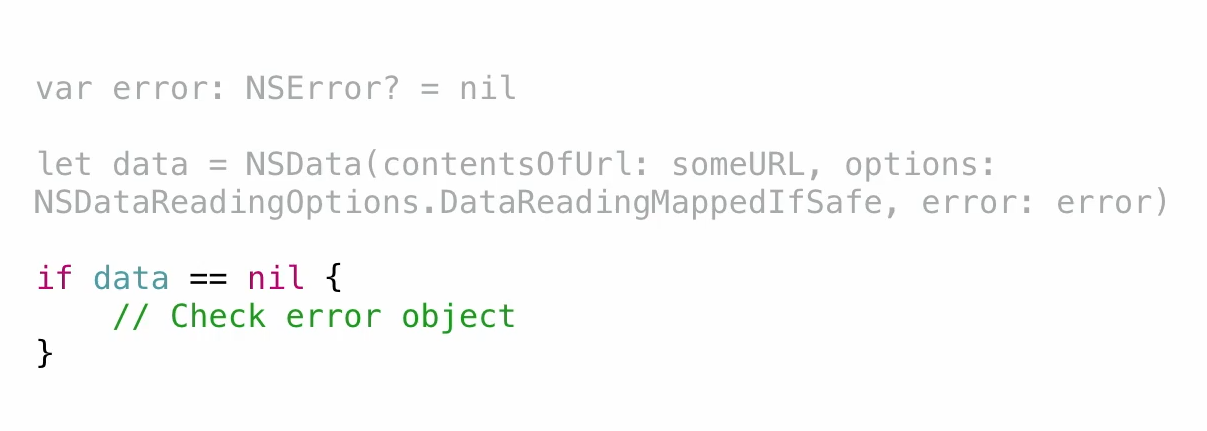 var error: NSError? = nil
let data = NSData(contentsOfUrl: someURL, options:
NSDataReadingOptions.DataReadingMappedIfSafe, error: error)
if data == nil {
    // Check error object
}